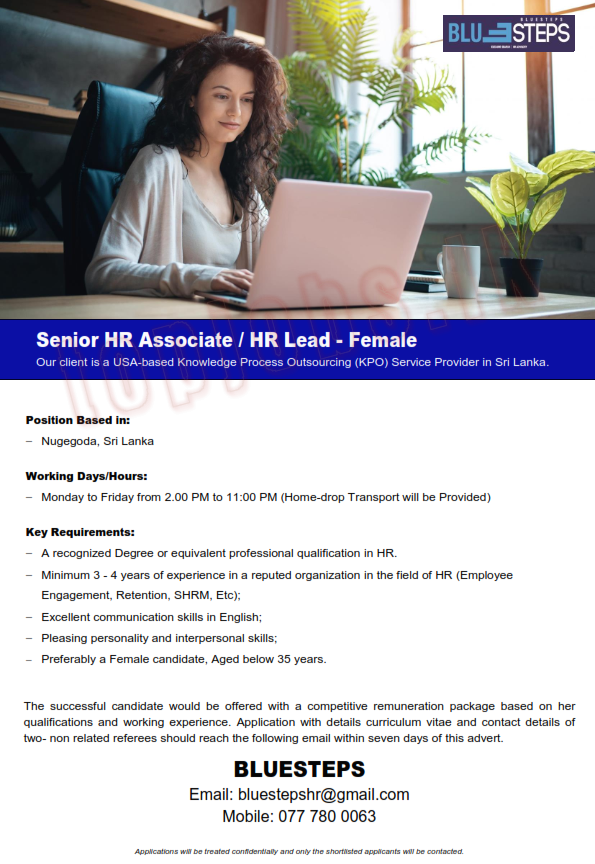 BLUESTEPS
BLU STEPS
Senior HR Associate / HR Lead - Female
Our client is a USA-based Knowledge Process Outsourcing (KPO) Service Provider in Sri Lanka.
topjobs.lk
Position Based in:
– Nugegoda, Sri Lanka
Working Days/Hours:
– Monday to Friday from 2.00 PM to 11:00 PM (Home-drop Transport will be Provided)
Key Requirements:
– A recognized Degree or equivalent professional qualification in HR.
– Minimum 3 - 4 years of experience in a reputed organization in the field of HR (Employee
Engagement, Retention, SHRM, Etc);
– Excellent communication skills in English;
– Pleasing personality and interpersonal skills;
– Preferably a Female candidate, Aged below 35 years.
The successful candidate would be offered with a competitive remuneration package based on her
qualifications and working experience. Application with details curriculum vitae and contact details of
two- non related referees should reach the following email within seven days of this advert.
BLUESTEPS
Email: bluestepshr@gmail.com
Mobile: 077 780 0063
Applications will be treated confidentially and only the shortlisted applicants will be contacted.